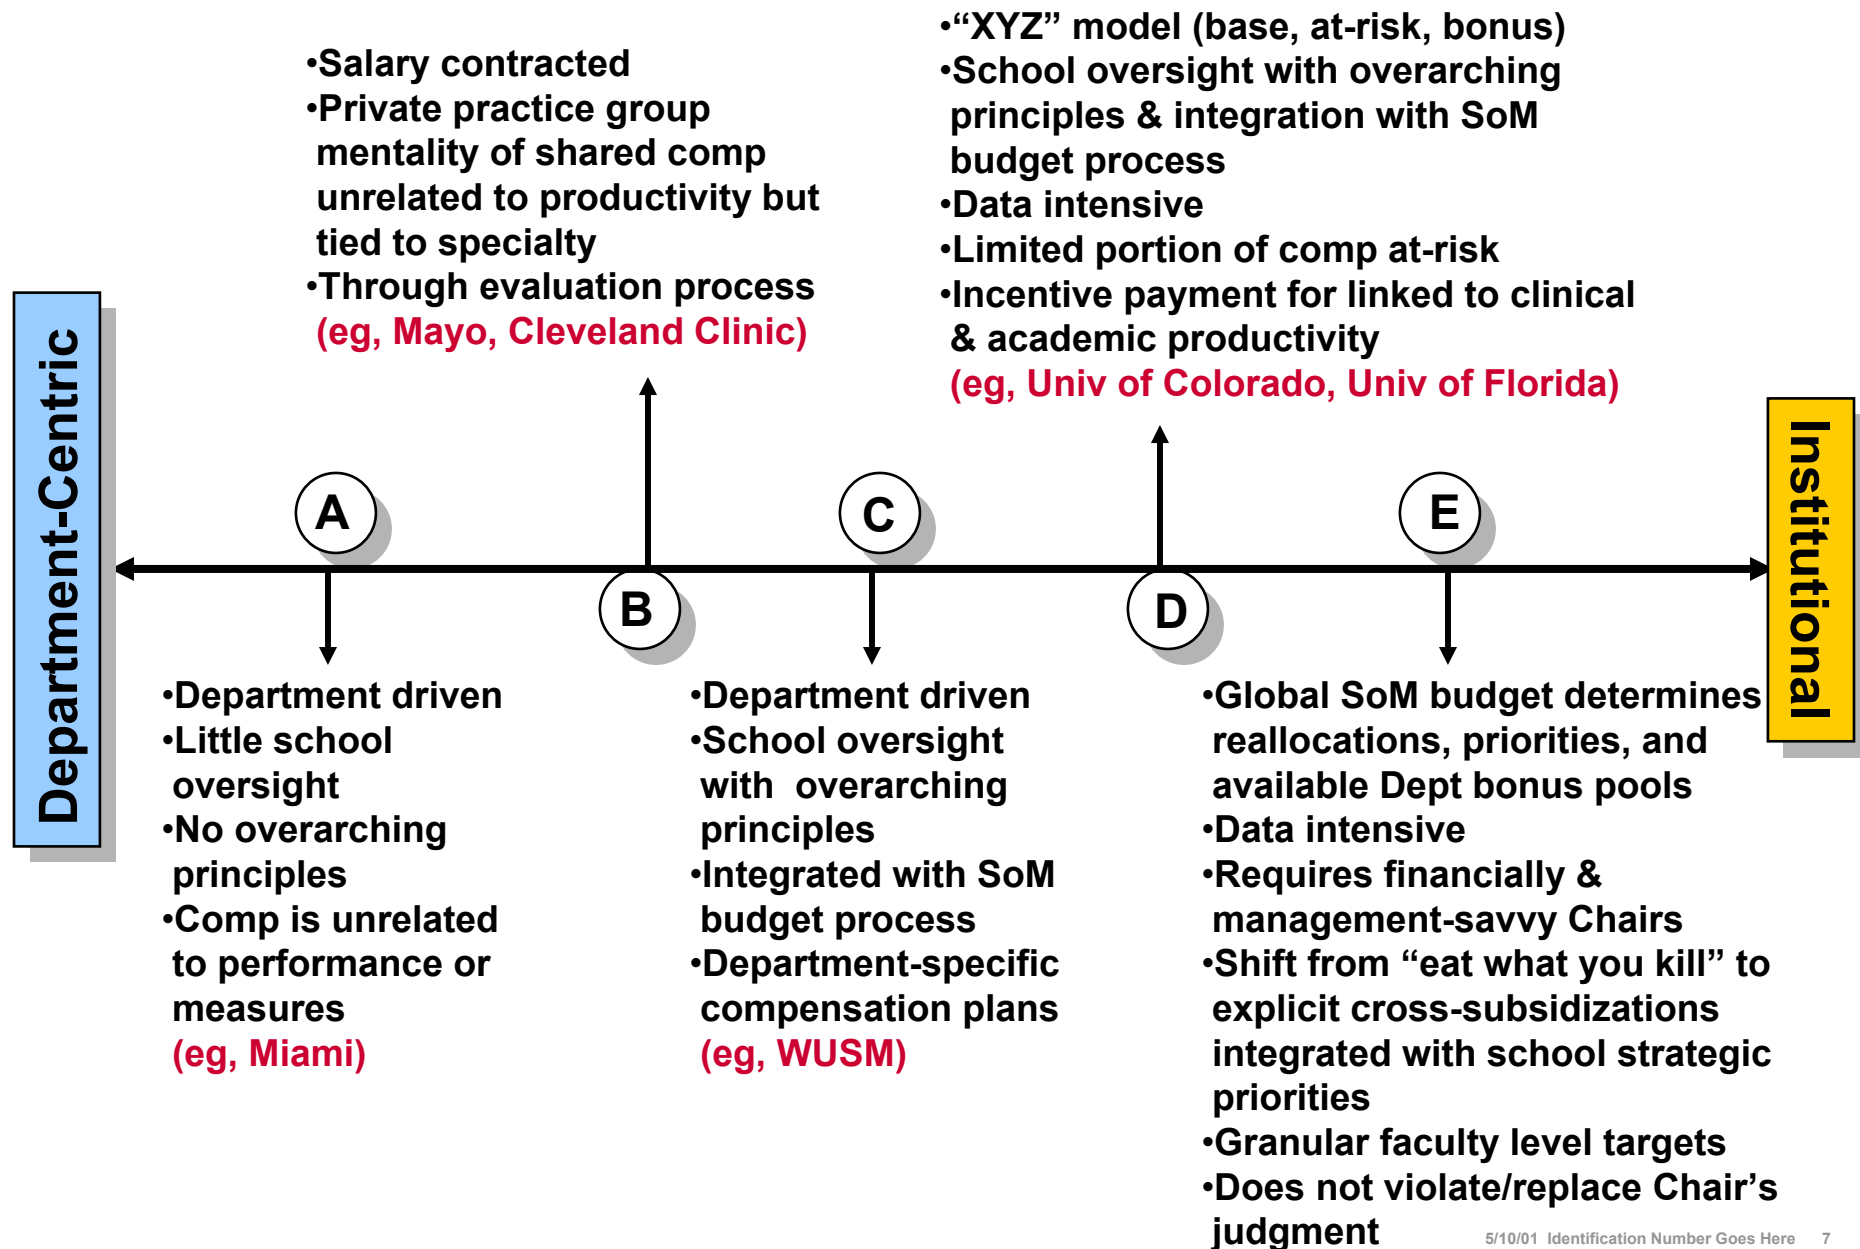 •Salary contracted
•Private practice group
mentality of shared comp
unrelated to productivity but
tied to specialty
•Through evaluation process
(eg, Mayo, Cleveland Clinic)
•“XYZ” model (base, at-risk, bonus)
•School oversight with overarching
principles & integration with SoM
budget process
•Data intensive
•Limited portion of comp at-risk
•Incentive payment for linked to clinical
& academic productivity
(eg, Univ of Colorado, Univ of Florida)
Department-Centric
A
B
C
D
E
Institutional
•Department driven
•Little school
oversight
•No overarching
principles
•Comp is unrelated
to performance or
measures
(eg, Miami)
•Department driven
•School oversight
with overarching
principles
•Integrated with SoM
budget process
•Department-specific
compensation plans
(eg, WUSM)
•Global SoM budget determines
reallocations, priorities, and
available Dept bonus pools
•Data intensive
•Requires financially &
management-savvy Chairs
•Shift from “eat what you kill” to
explicit cross-subsidizations
integrated with school strategic
priorities
•Granular faculty level targets
•Does not violate/replace Chair’s
judgment
5/10/01 Identification Number Goes Here 7